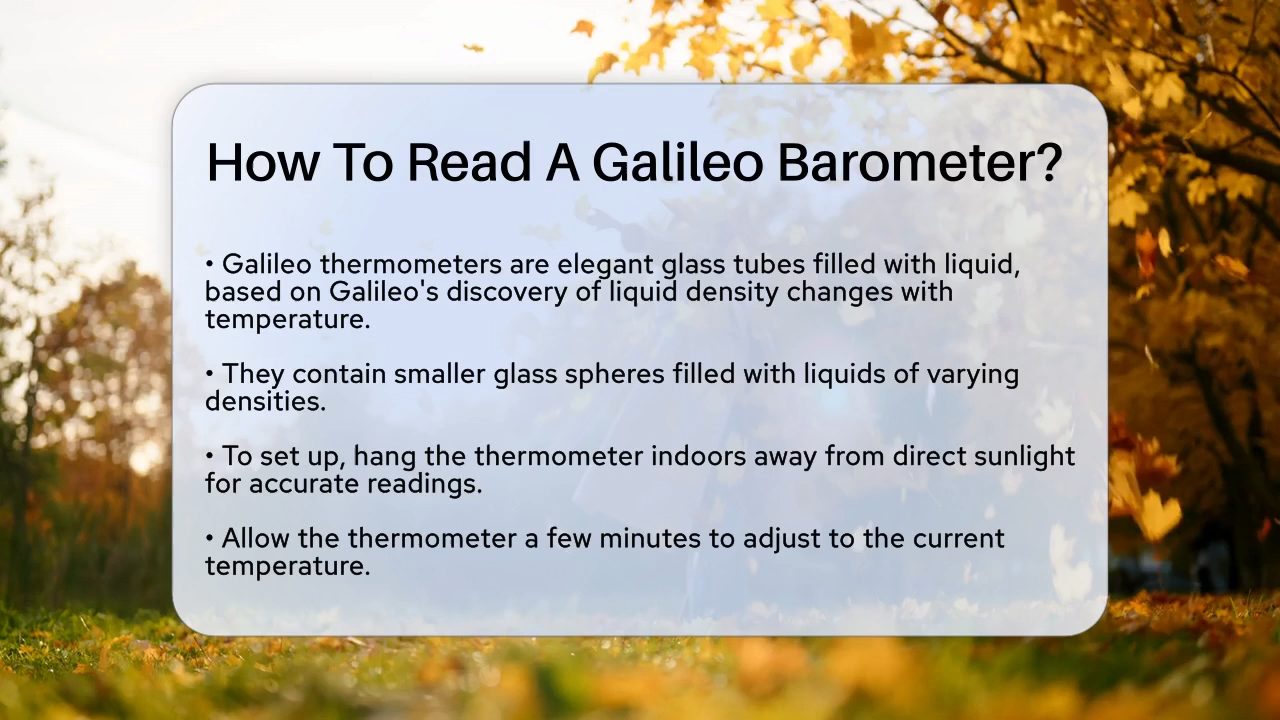 How To Read A Galileo Barometer?
• Galileo thermometers are elegant glass tubes filled with liquid,
based on Galileo's discovery of liquid density changes with
temperature.
• They contain smaller glass spheres filled with liquids of varying
densities.
• To set up, hang the thermometer indoors away from direct sunlight
for accurate readings.
• Allow the thermometer a few minutes to adjust to the current
temperature.